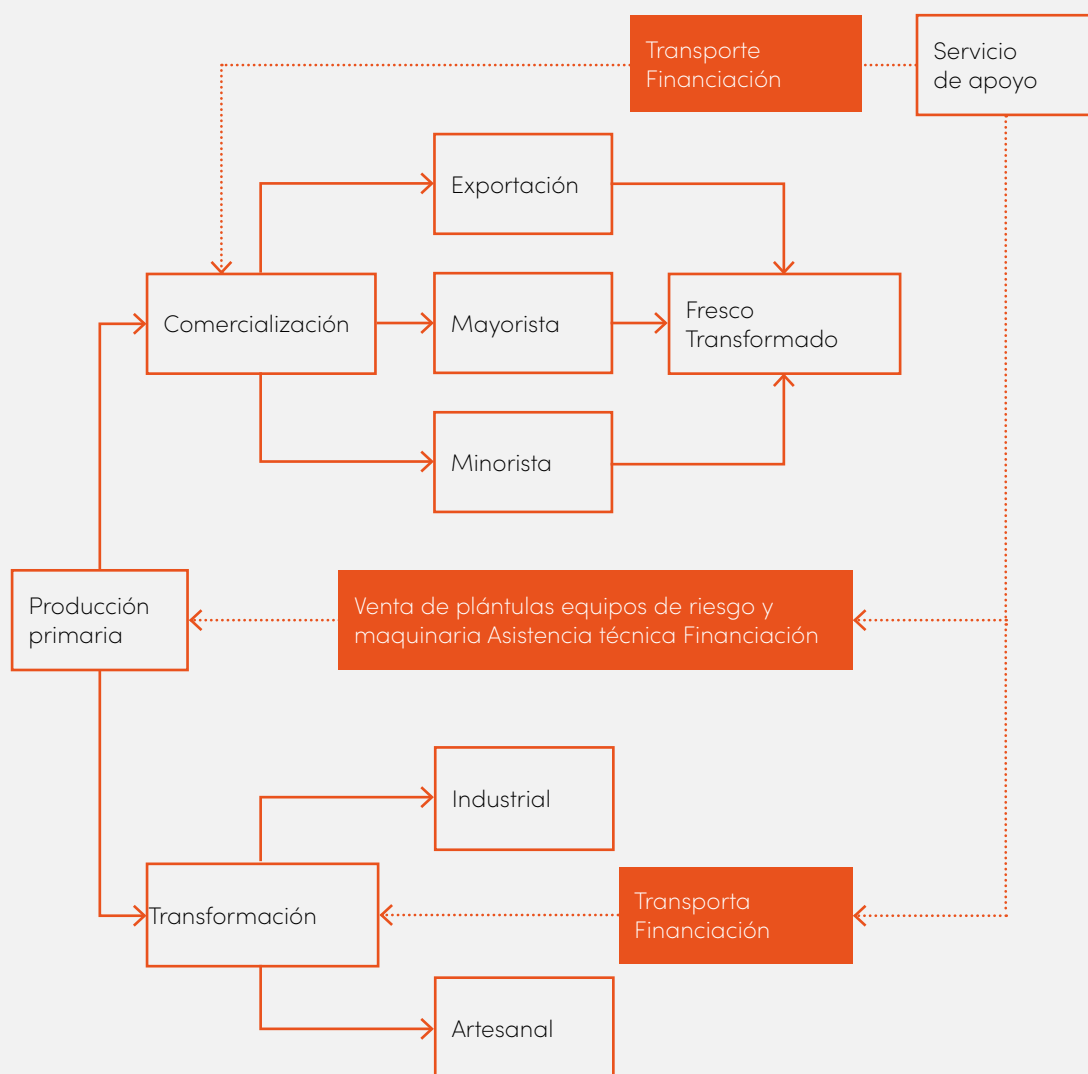 Transporte
Financiación
Servicio
de apoyo
Exportación
Comercialización
Mayorista
Fresco
Transformado
Minorista
Producción
primaria
Venta de plántulas equipos de riesgo y
maquinaria Asistencia técnica Financiación
Industrial
Transformación
Transporta
Financiación
Artesanal